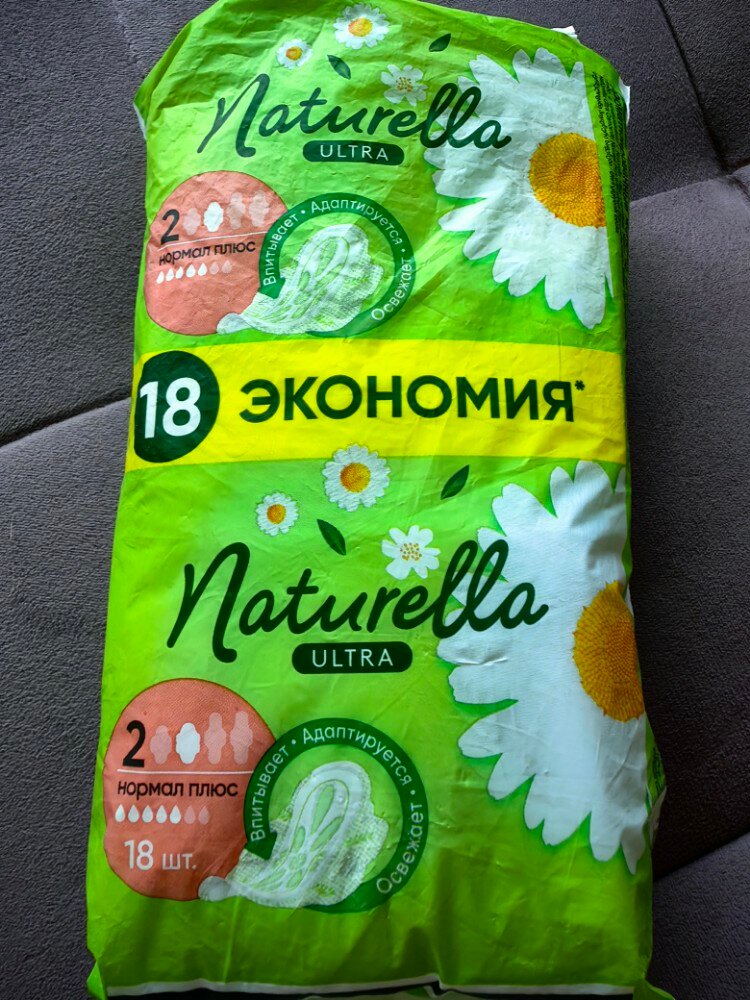 Naturella
ULTRA
2
нормал плюс
Впитывает • Адаптируется • Освежает
18 ЭКОНОМИЯ*
Naturella
ULTRA
2
нормал плюс
18 шт.
Впитывает • Адаптируется • Освежает